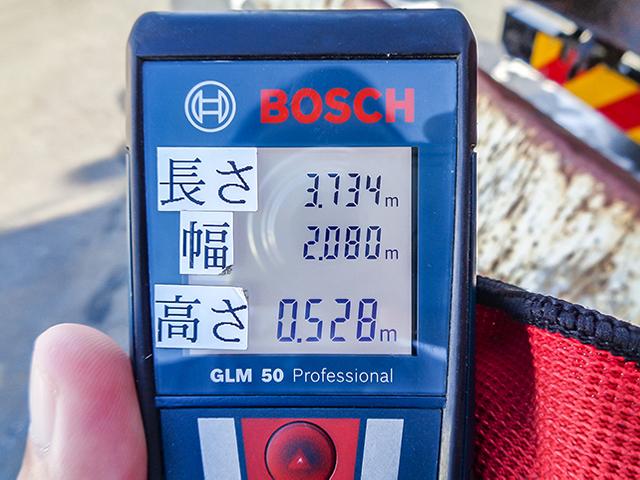 BOSCH
長さ 3.734m
幅 2.080m
高さ 0.528m
GLM 50 Professional